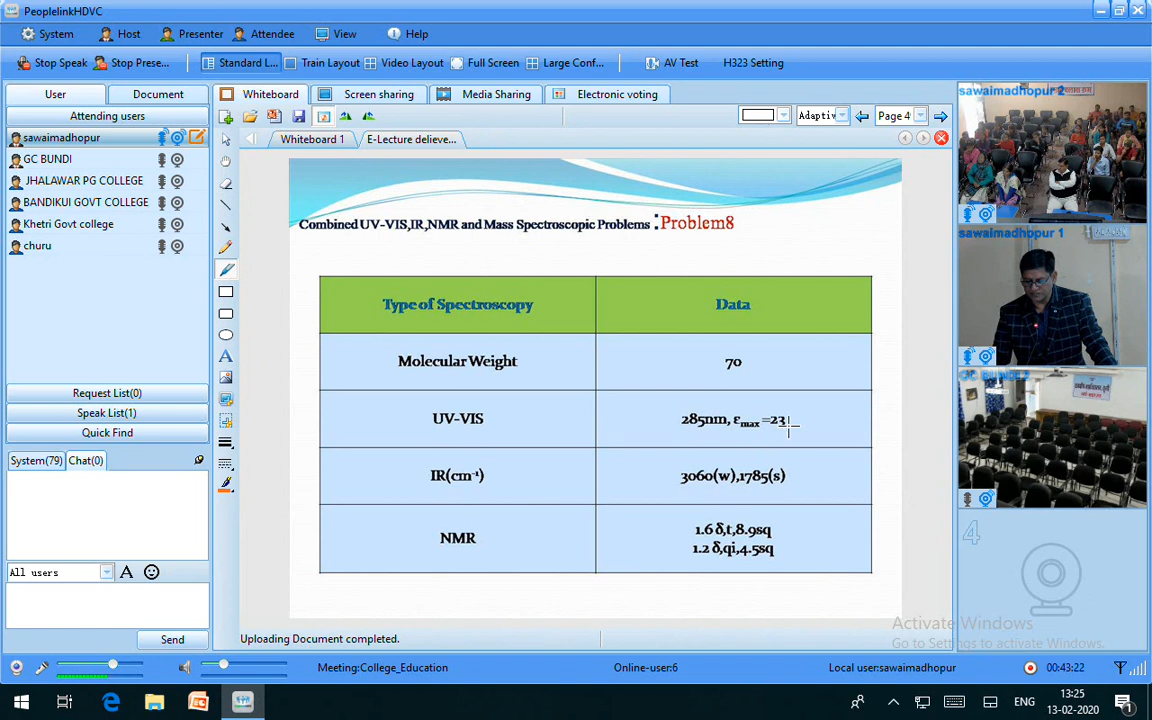 PeoplelinkHDVC
System Host Presenter Attendee View Help
Stop Speak Stop Prese... Standard L... Train Layout Video Layout Full Screen Large Conf... AV Test H323 Setting
User Document
Attending users
sawaimadhopur
GC BUNDI
JHALAWAR PG COLLEGE
BANDIKUI GOVT COLLEGE
Khetri Govt college
churu
Request List(0)
Speak List(1)
Quick Find
System(79) Chat(0)
All users A
Send
Whiteboard Screen sharing Media Sharing Electronic voting
Adaptiv Page 4
Whiteboard 1 E-Lecture delieve...
Combined UV-VIS,IR,NMR and Mass Spectroscopic Problems :Problem8
Type of Spectroscopy Data
Molecular Weight 70
UV-VIS 285nm, εmax =23
IR(cm⁻¹) 3060(w),1785(s)
NMR 1.6 δ,t,8.9sq
1.2 δ,qi,4.5sq
Uploading Document completed.
sawaimadhopur 2
sawaimadhopur 1
4
Activate Windows
Go to Settings to activate Windows.
Meeting:College_Education Online-user:6 Local user:sawaimadhopur 00:43:22
ENG 13:25
13-02-2020
1